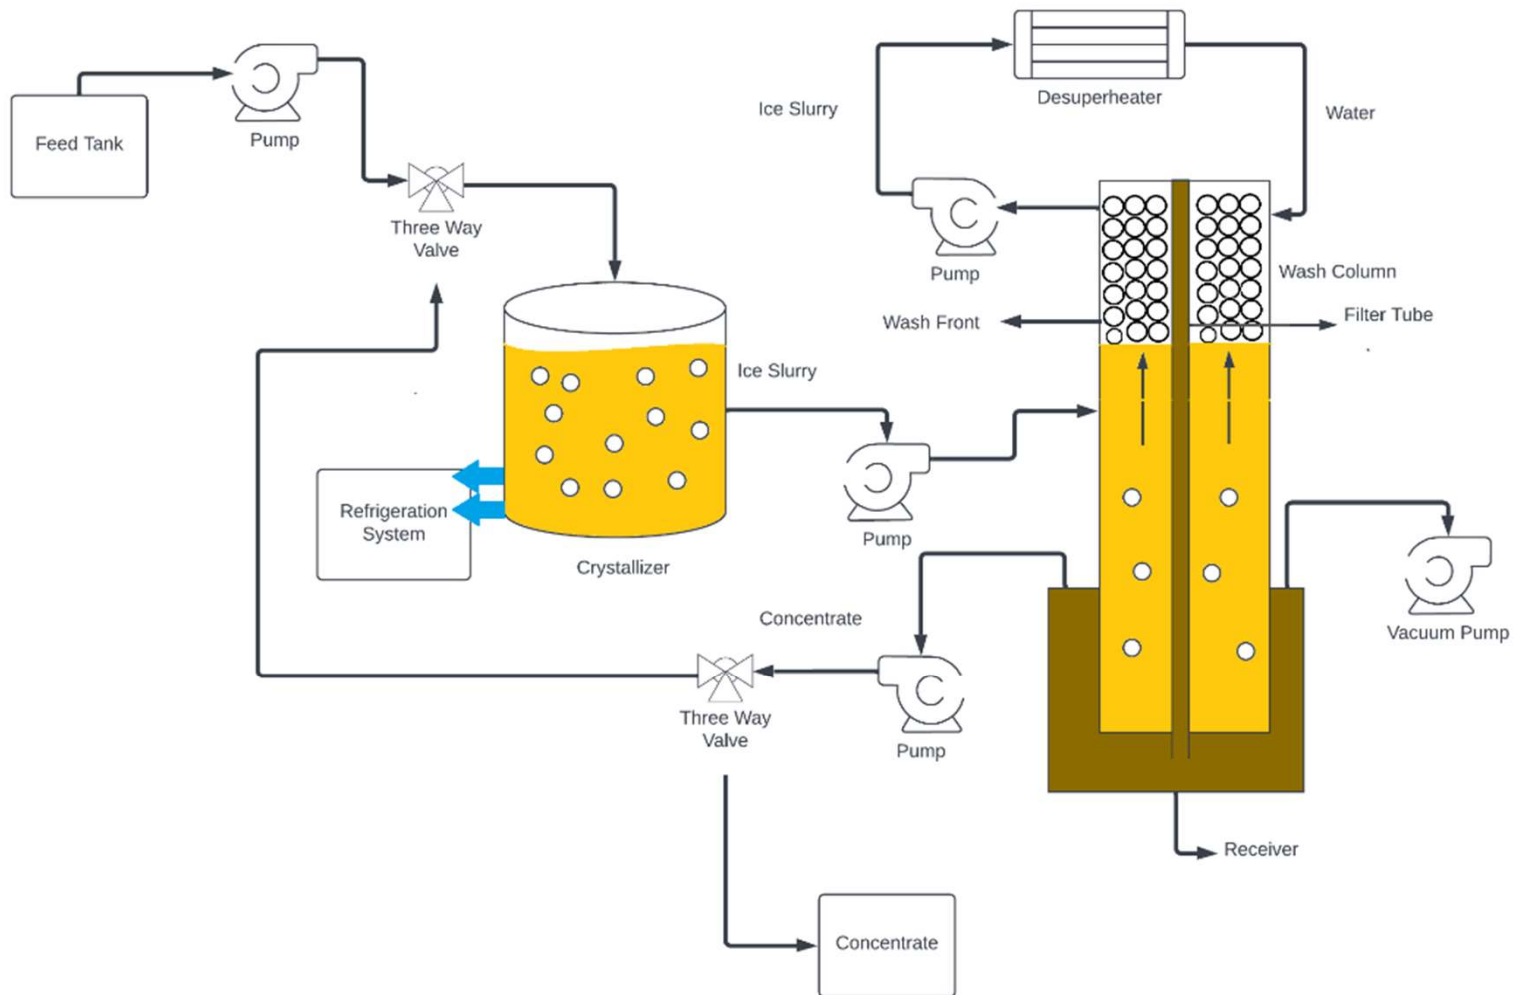 Feed Tank
Pump
Three Way
Valve
Ice Slurry
Desuperheater
Water
Pump
Wash Column
Wash Front
Filter Tube
Ice Slurry
Refrigeration
System
Crystallizer
Pump
Concentrate
Vacuum Pump
Three Way
Valve
Pump
Receiver
Concentrate